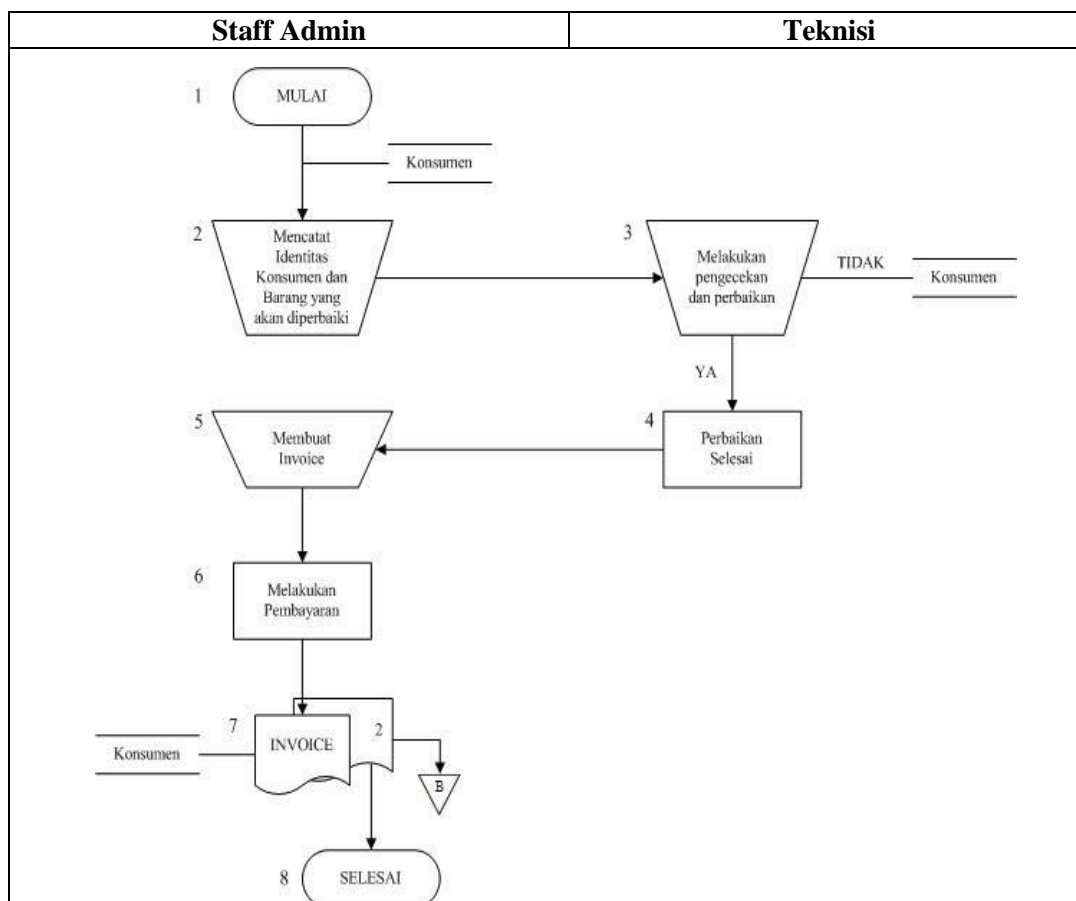 Staff Admin
Teknisi
1
MULAI
Konsumen
2
Mencatat
Identitas
Konsumen dan
Barang yang
akan diperbaiki
3
Melakukan
pengecekan
dan perbaikan
TIDAK
Konsumen
YA
5
Membuat
Invoice
4
Perbaikan
Selesai
6
Melakukan
Pembayaran
7
INVOICE
2
Konsumen
B
8
SELESAI